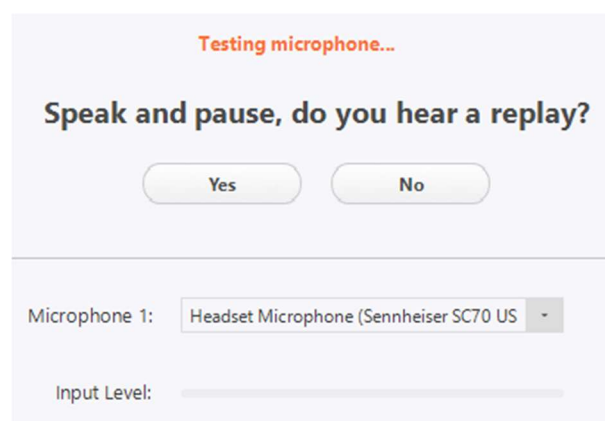 Testing microphone...
Speak and pause, do you hear a replay?
Yes No
Microphone 1: Headset Microphone (Sennheiser SC70 US
Input Level: